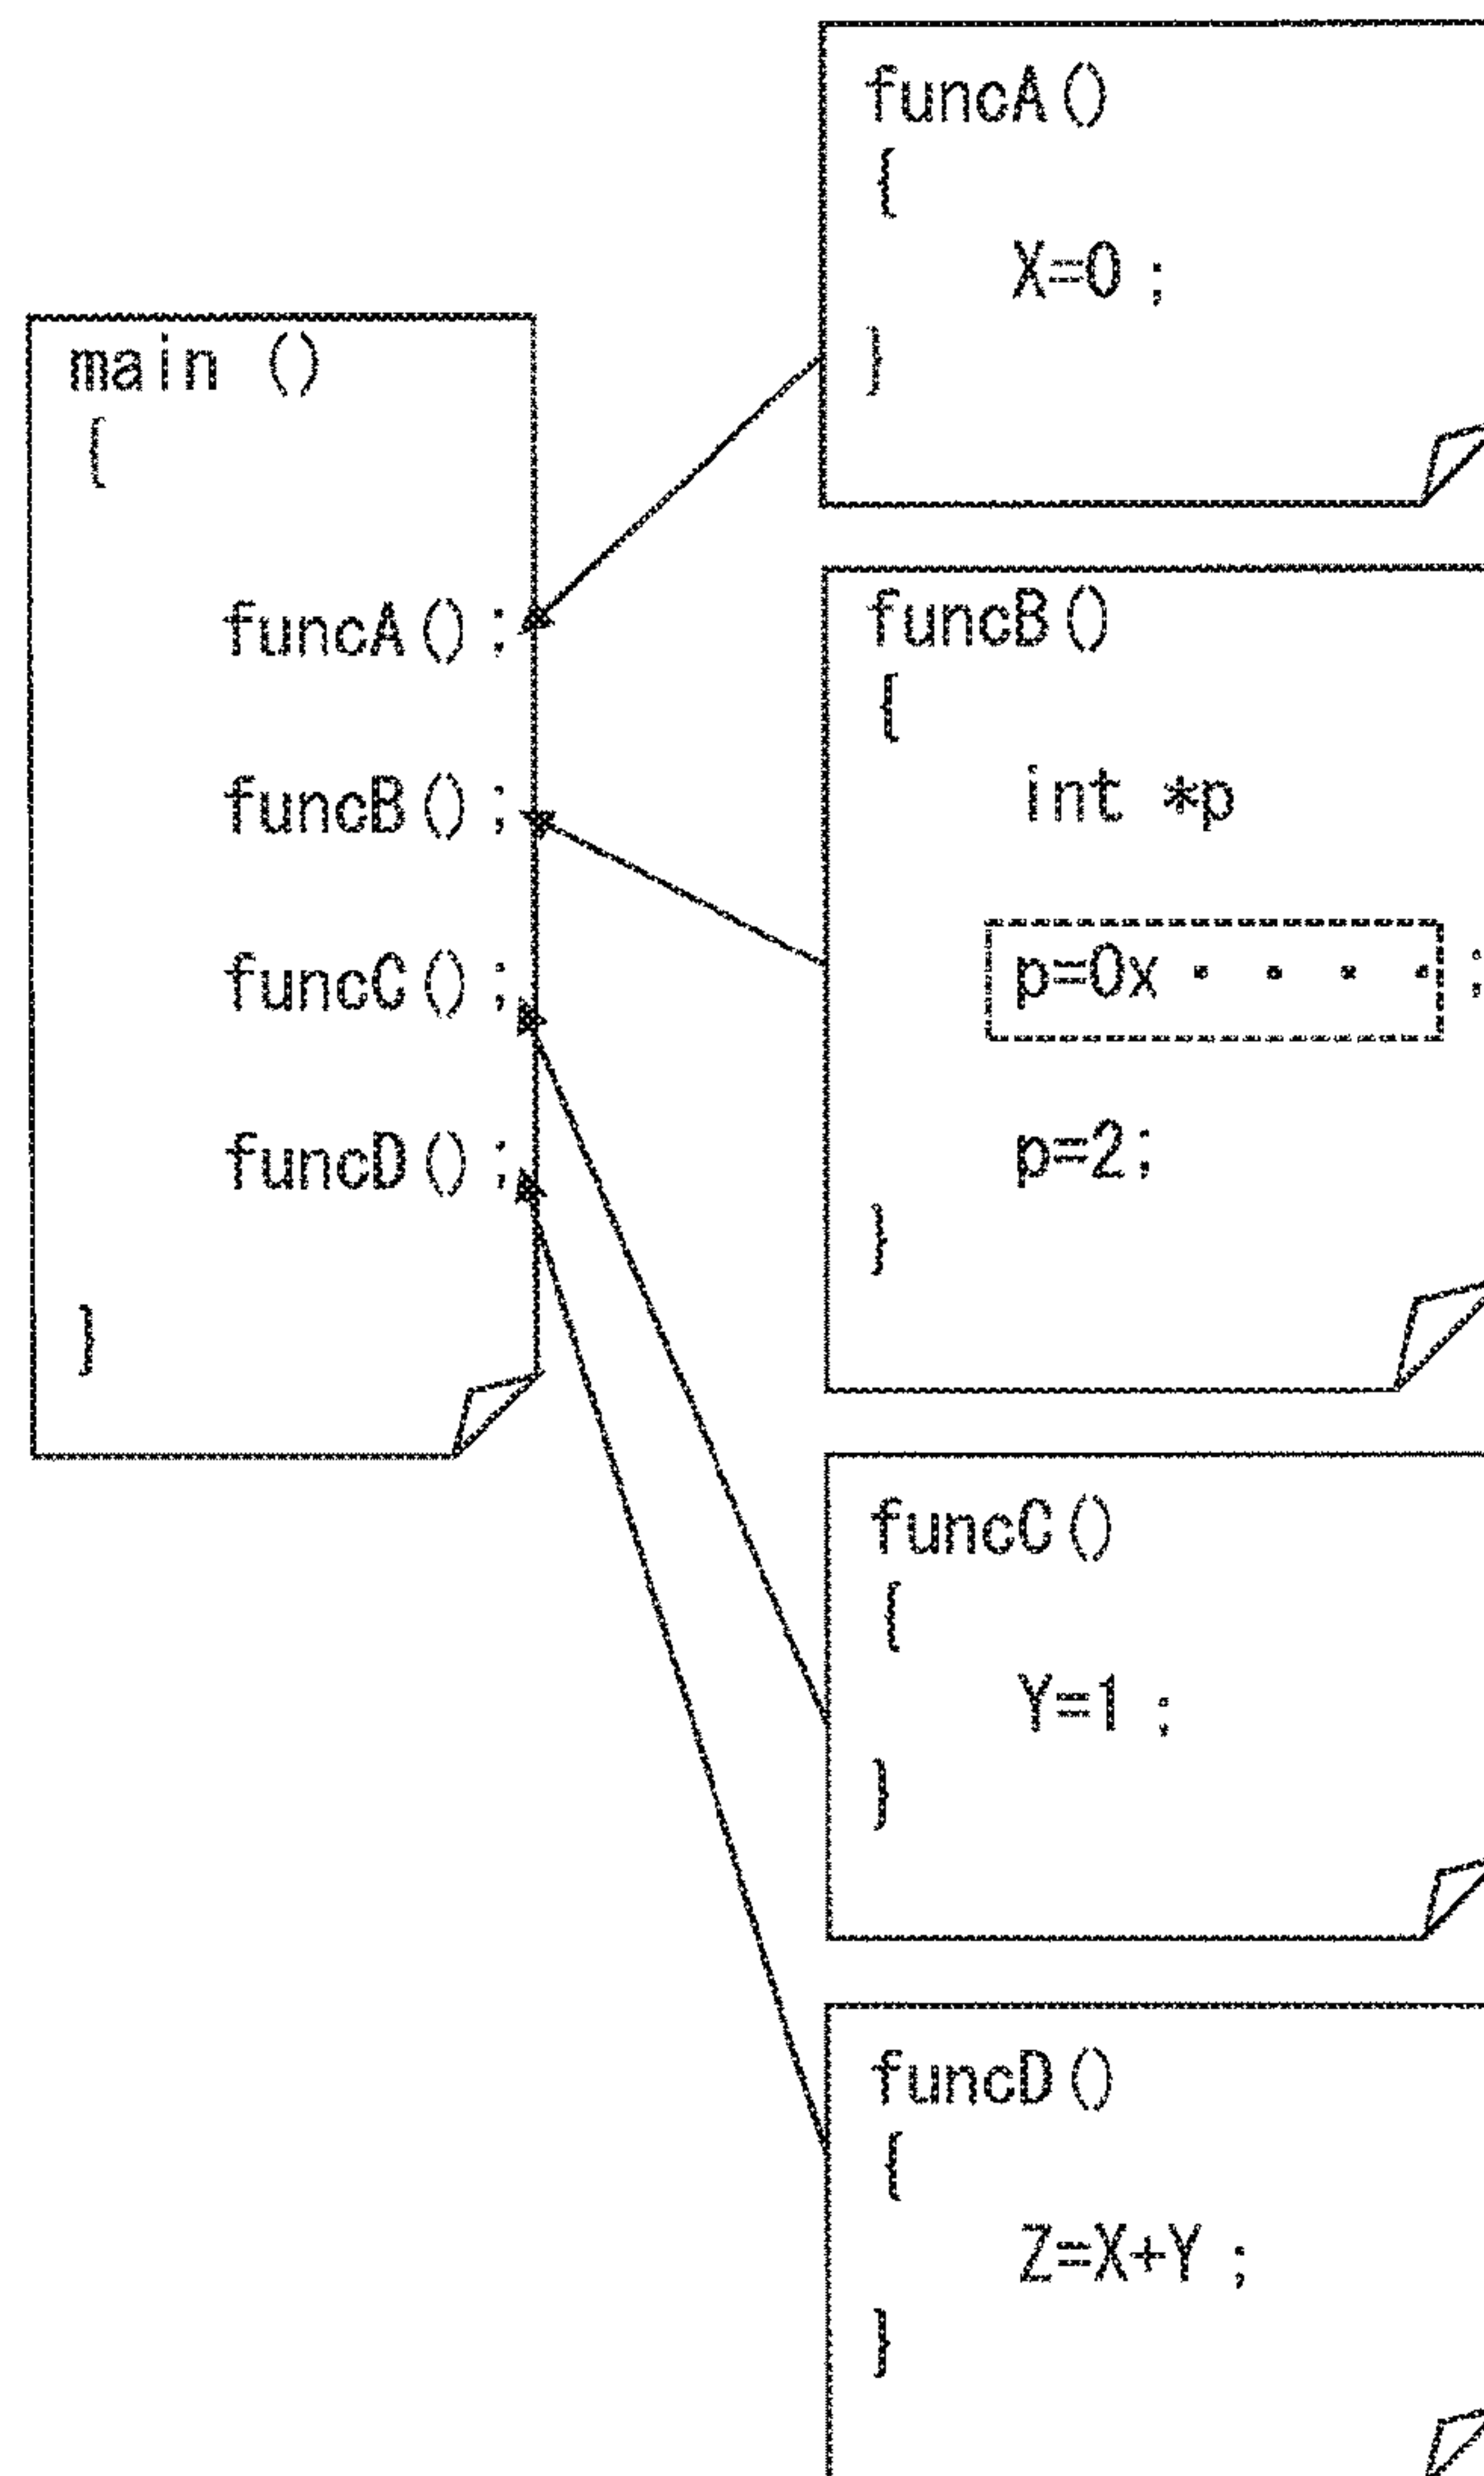 main ()
{
funcA();
funcB();
funcC();
funcD();
}
funcA()
{
X=0 ;
}
funcB()
{
int *p
p=0x・・・・;
p=2;
}
funcC()
{
Y=1 ;
}
funcD()
{
Z=X+Y ;
}